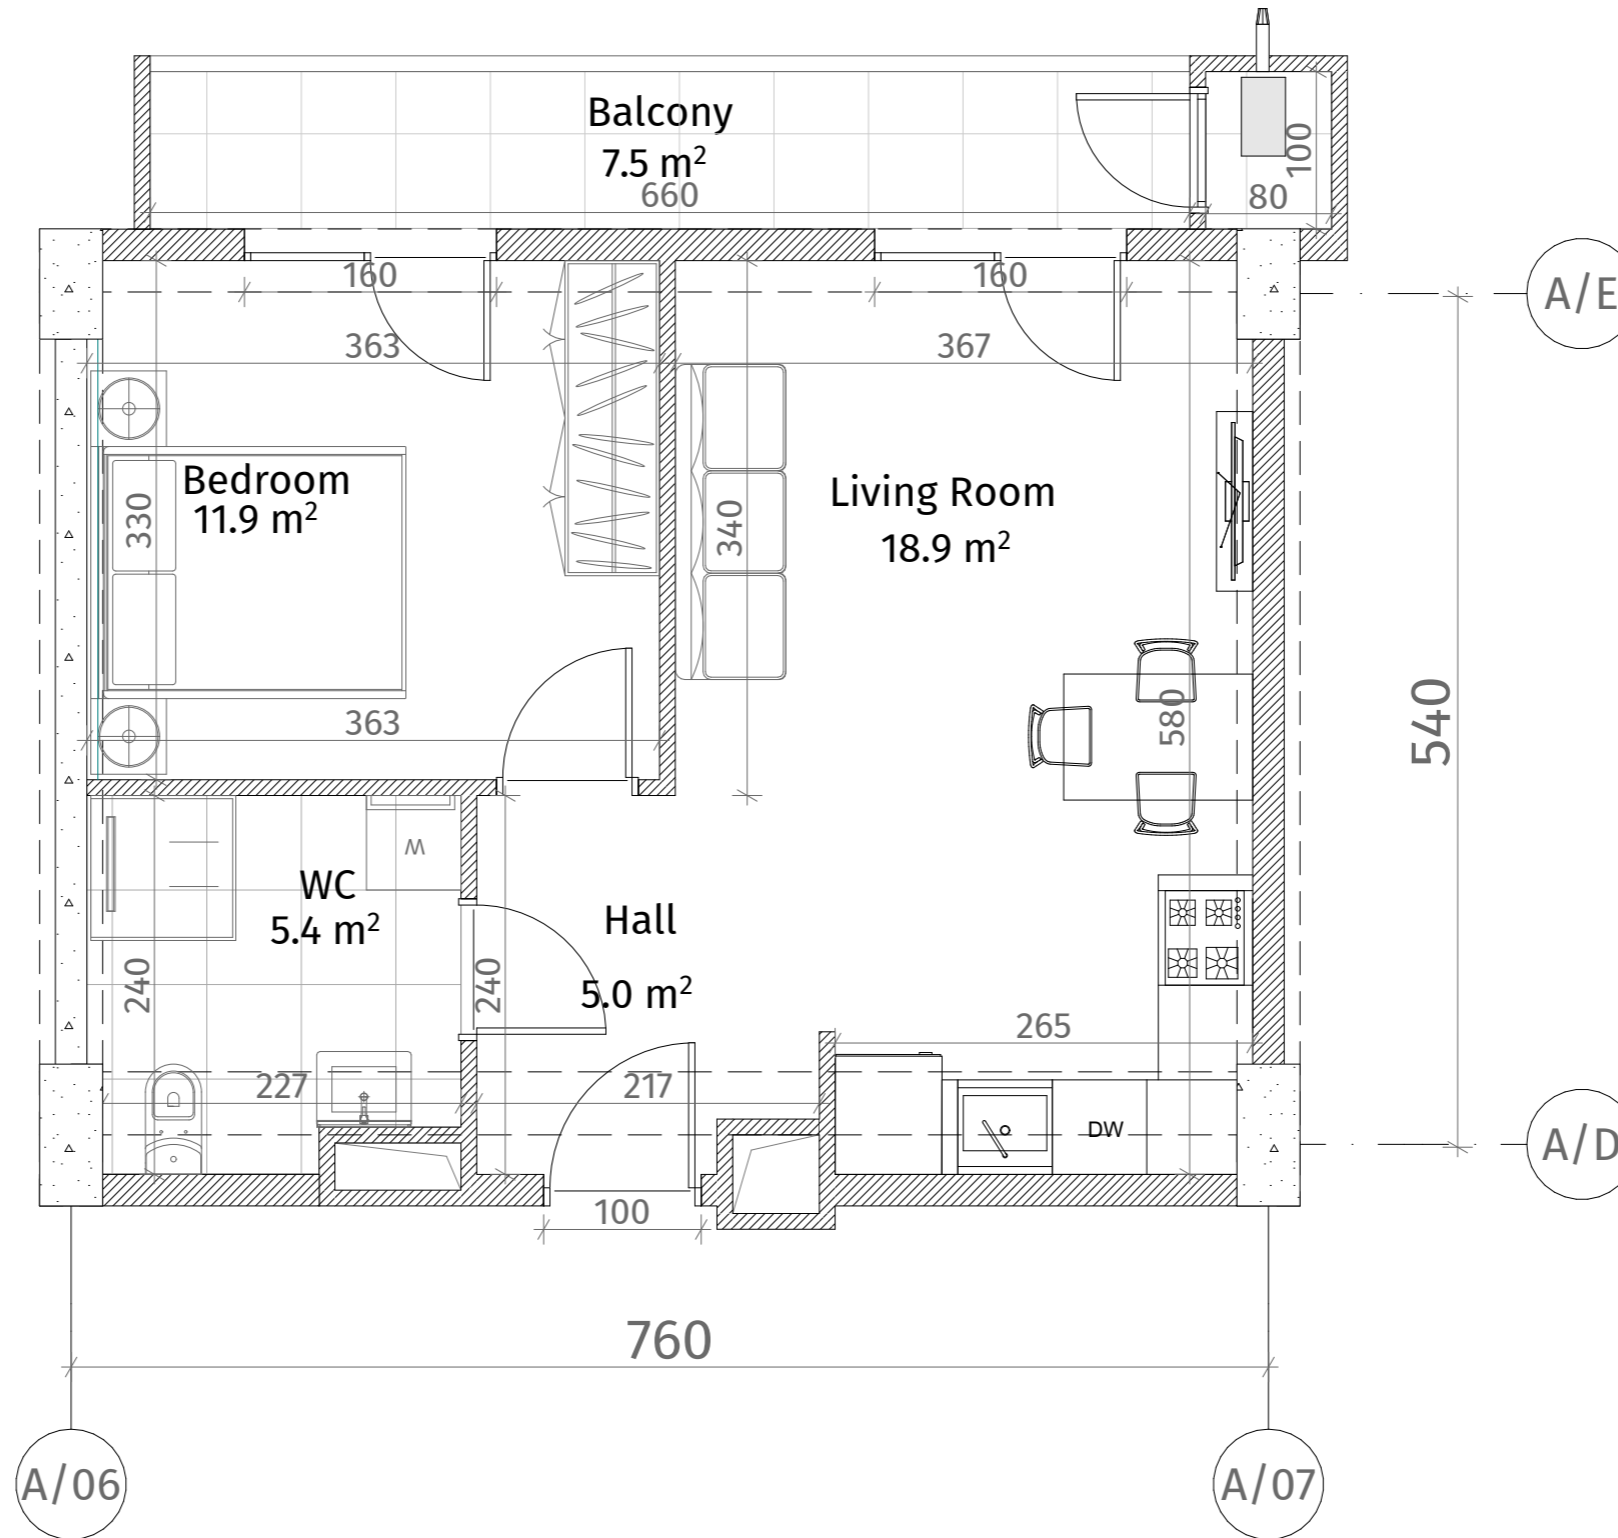 Balcony
7.5 m²
660
100
80
160
160
A/E
363
367
Bedroom
11.9 m²
330
Living Room
18.9 m²
340
580
540
363
W
WC
5.4 m²
Hall
5.0 m²
240
240
265
227
217
DW
A/D
100
760
A/06
A/07